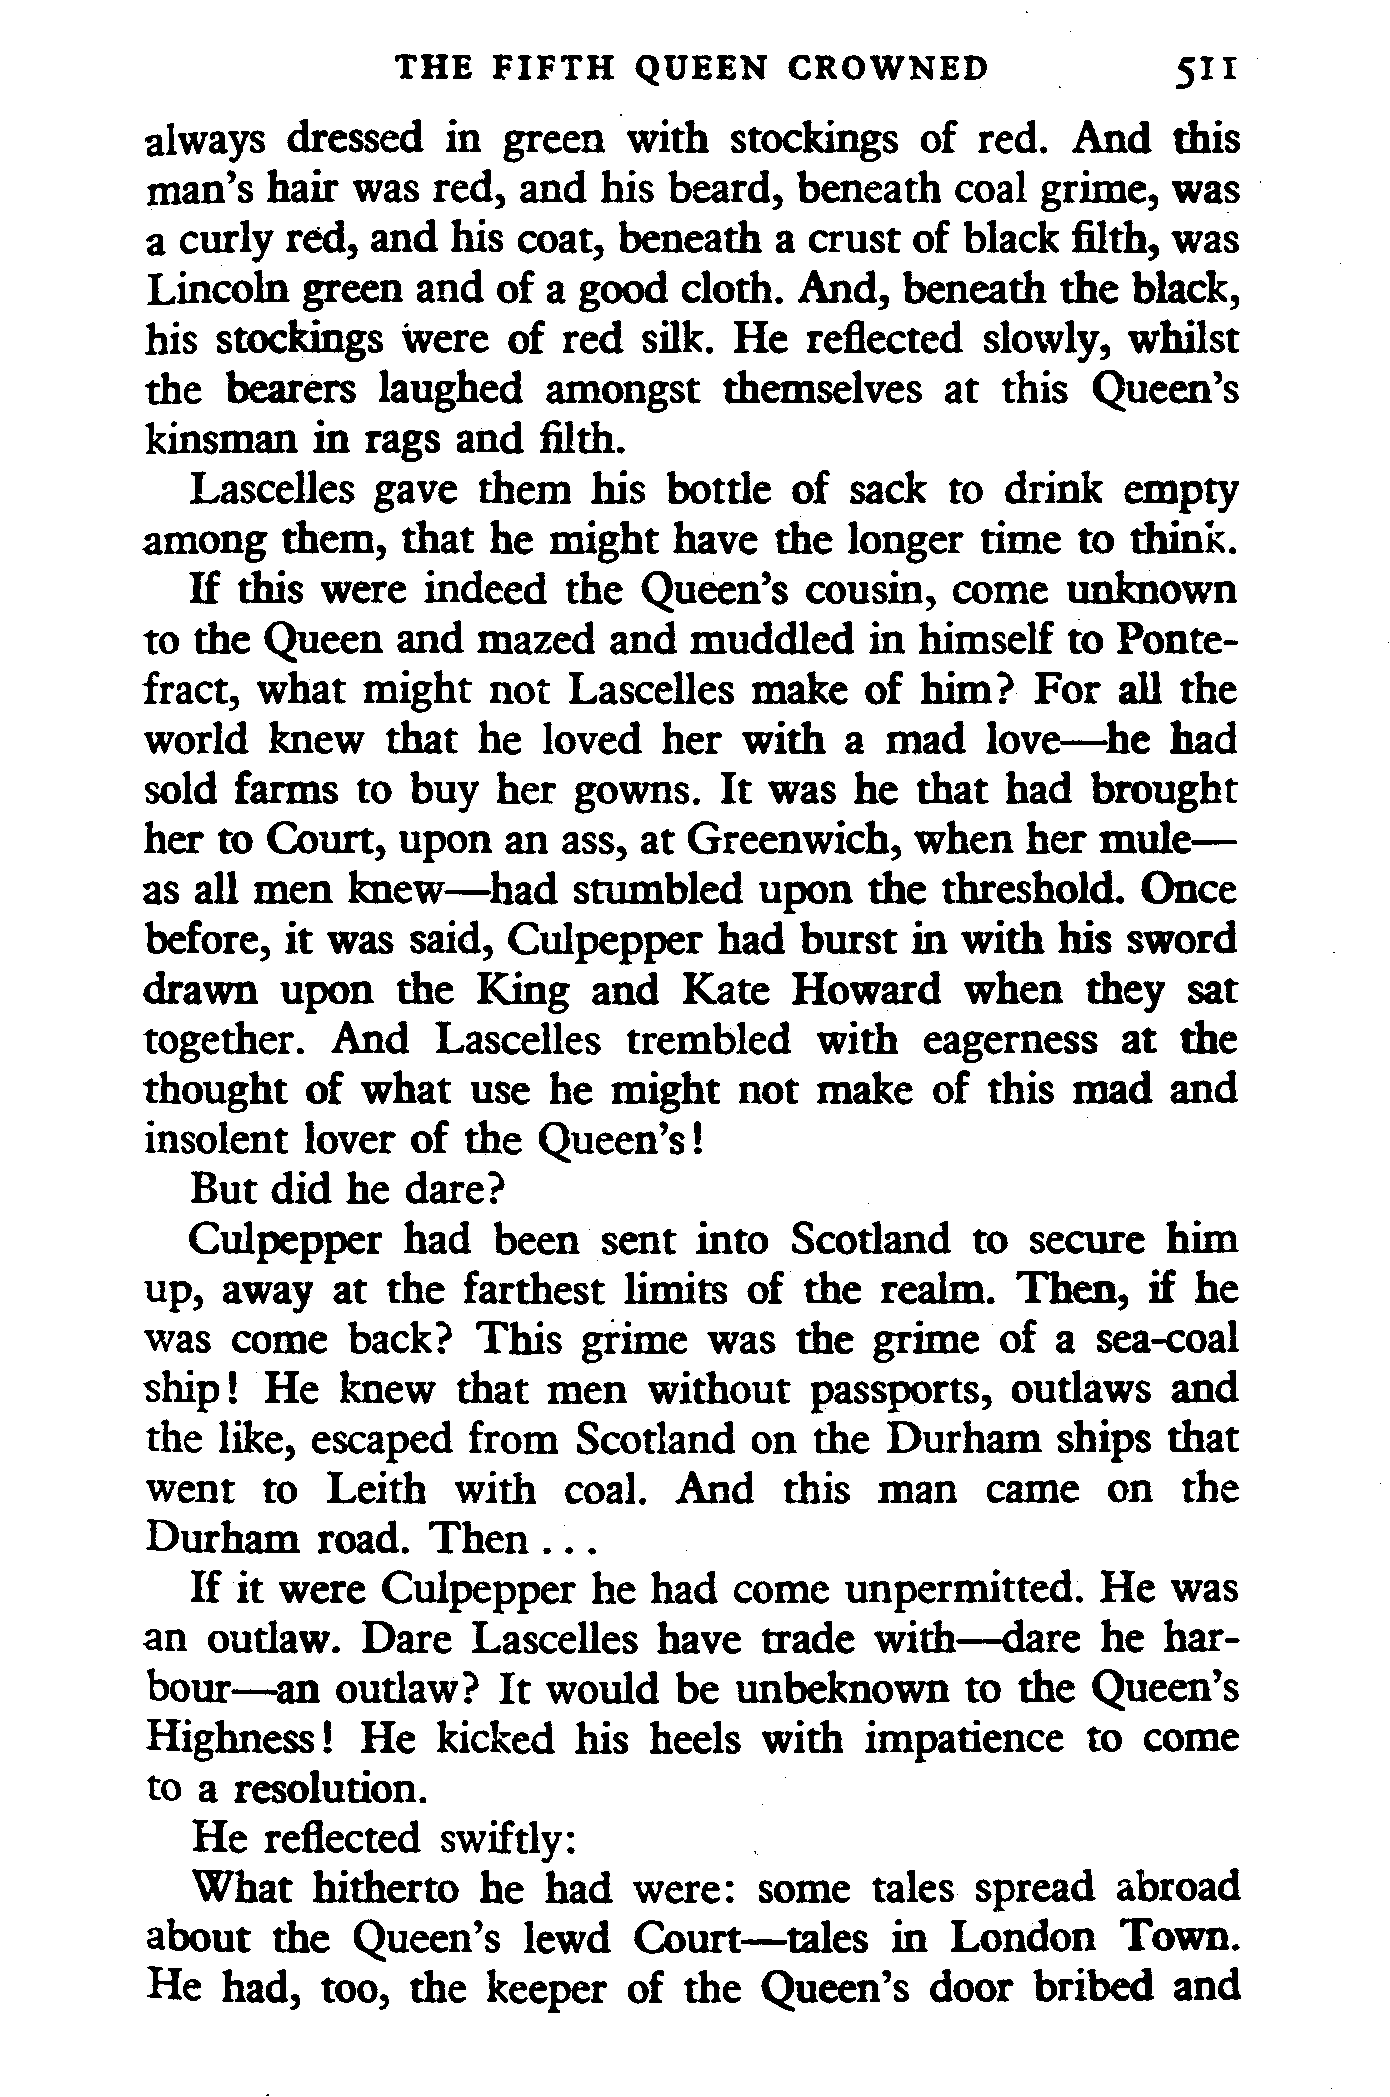 THE FIFTH QUEEN CROWNED 511
always dressed in green with stockings of red. And this
man's hair was red, and his beard, beneath coal grime, was
a curly red, and his coat, beneath a crust of black filth, was
Lincoln green and of a good cloth. And, beneath the black,
his stockings were of red silk. He reflected slowly, whilst
the bearers laughed amongst themselves at this Queen's
kinsman in rags and filth.
Lascelles gave them his bottle of sack to drink empty
among them, that he might have the longer time to think.
If this were indeed the Queen's cousin, come unknown
to the Queen and mazed and muddled in himself to Ponte-
fract, what might not Lascelles make of him? For all the
world knew that he loved her with a mad love—he had
sold farms to buy her gowns. It was he that had brought
her to Court, upon an ass, at Greenwich, when her mule—
as all men knew—had stumbled upon the threshold. Once
before, it was said, Culpepper had burst in with his sword
drawn upon the King and Kate Howard when they sat
together. And Lascelles trembled with eagerness at the
thought of what use he might not make of this mad and
insolent lover of the Queen's!
But did he dare?
Culpepper had been sent into Scotland to secure him
up, away at the farthest limits of the realm. Then, if he
was come back? This grime was the grime of a sea-coal
ship! He knew that men without passports, outlaws and
the like, escaped from Scotland on the Durham ships that
went to Leith with coal. And this man came on the
Durham road. Then . . .
If it were Culpepper he had come unpermitted. He was
an outlaw. Dare Lascelles have trade with—dare he har-
bour—an outlaw? It would be unbeknown to the Queen's
Highness! He kicked his heels with impatience to come
to a resolution.
He reflected swiftly:
What hitherto he had were: some tales spread abroad
about the Queen's lewd Court—tales in London Town.
He had, too, the keeper of the Queen's door bribed and